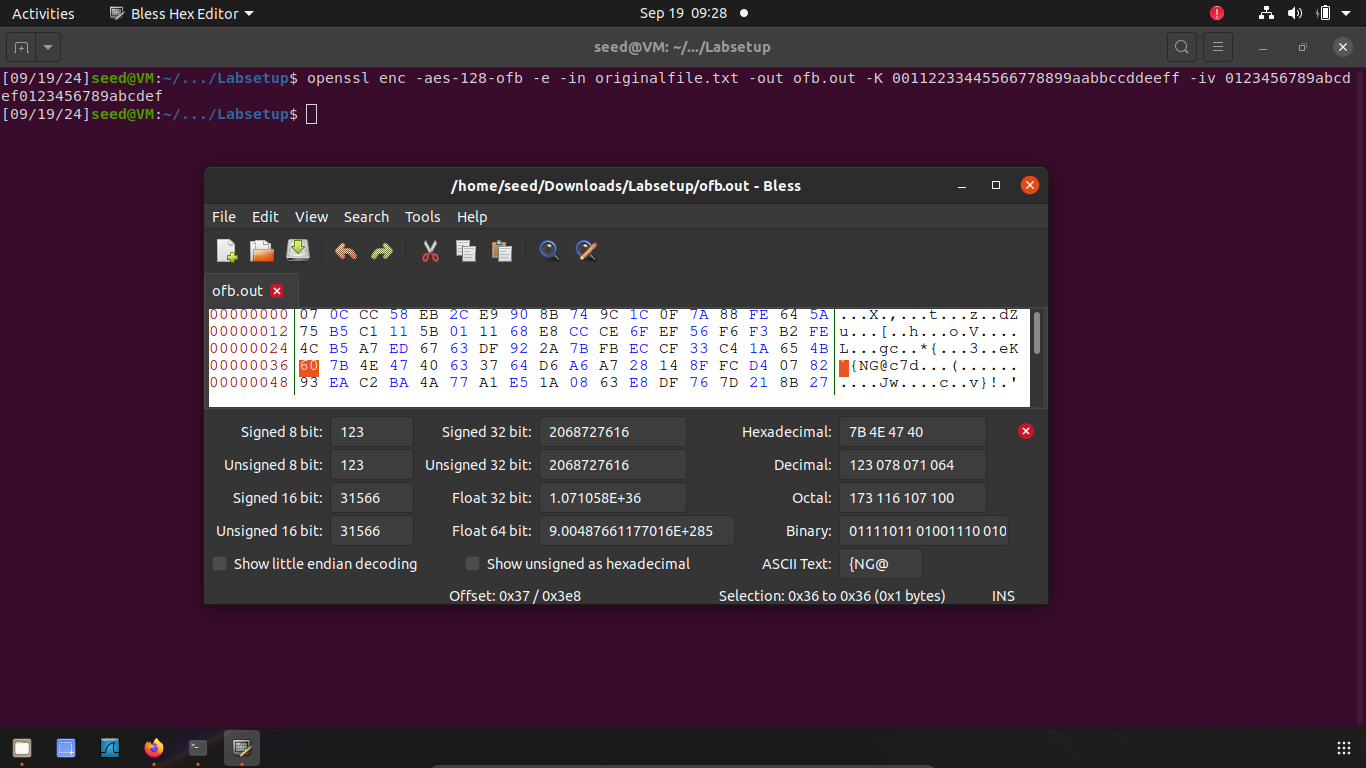 Activities Bless Hex Editor Sep 19 09:28
seed@VM: ~/.../Labsetup
[09/19/24]seed@VM:~/.../Labsetup$ openssl enc -aes-128-ofb -e -in originalfile.txt -out ofb.out -K 00112233445566778899aabbccddeeff -iv 0123456789abcd
ef0123456789abcdef
[09/19/24]seed@VM:~/.../Labsetup$
/home/seed/Downloads/Labsetup/ofb.out - Bless
File Edit View Search Tools Help
ofb.out
00000000 07 0C CC 58 EB 2C E9 90 8B 74 9C 1C 0F 7A 88 FE 64 5A ...X.,...t...z..dZ
00000012 75 B5 C1 11 5B 01 11 68 E8 CC CE 6F EF 56 F6 F3 B2 FE u...[..h...o.V....
00000024 4C B5 A7 ED 67 63 DF 92 2A 7B FB EC CF 33 C4 1A 65 4B L...gc..*{...3..eK
00000036 60 7B 4E 47 40 63 37 64 D6 A6 A7 28 14 8F FC D4 07 82 `{NG@c7d...(......
00000048 93 EA C2 BA 4A 77 A1 E5 1A 08 63 E8 DF 76 7D 21 8B 27 ....Jw....c..v}!.'
Signed 8 bit: 123 Signed 32 bit: 2068727616 Hexadecimal: 7B 4E 47 40
Unsigned 8 bit: 123 Unsigned 32 bit: 2068727616 Decimal: 123 078 071 064
Signed 16 bit: 31566 Float 32 bit: 1.071058E+36 Octal: 173 116 107 100
Unsigned 16 bit: 31566 Float 64 bit: 9.00487661177016E+285 Binary: 01111011 01001110 010
Show little endian decoding Show unsigned as hexadecimal ASCII Text: {NG@
Offset: 0x37 / 0x3e8 Selection: 0x36 to 0x36 (0x1 bytes) INS